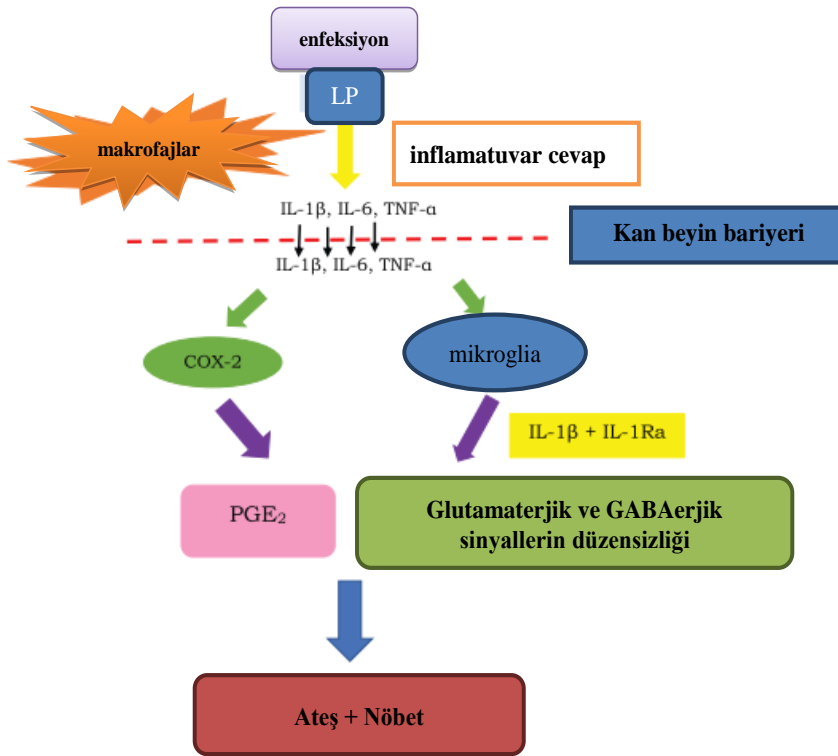 enfeksiyon
LP
makrofajlar
inflamatuvar cevap
IL-1β, IL-6, TNF-α
Kan beyin bariyeri
IL-1β, IL-6, TNF-α
COX-2
mikroglia
IL-1β + IL-1Ra
PGE₂
Glutamaterjik ve GABAerjik
sinyallerin düzensizliği
Ateş + Nöbet